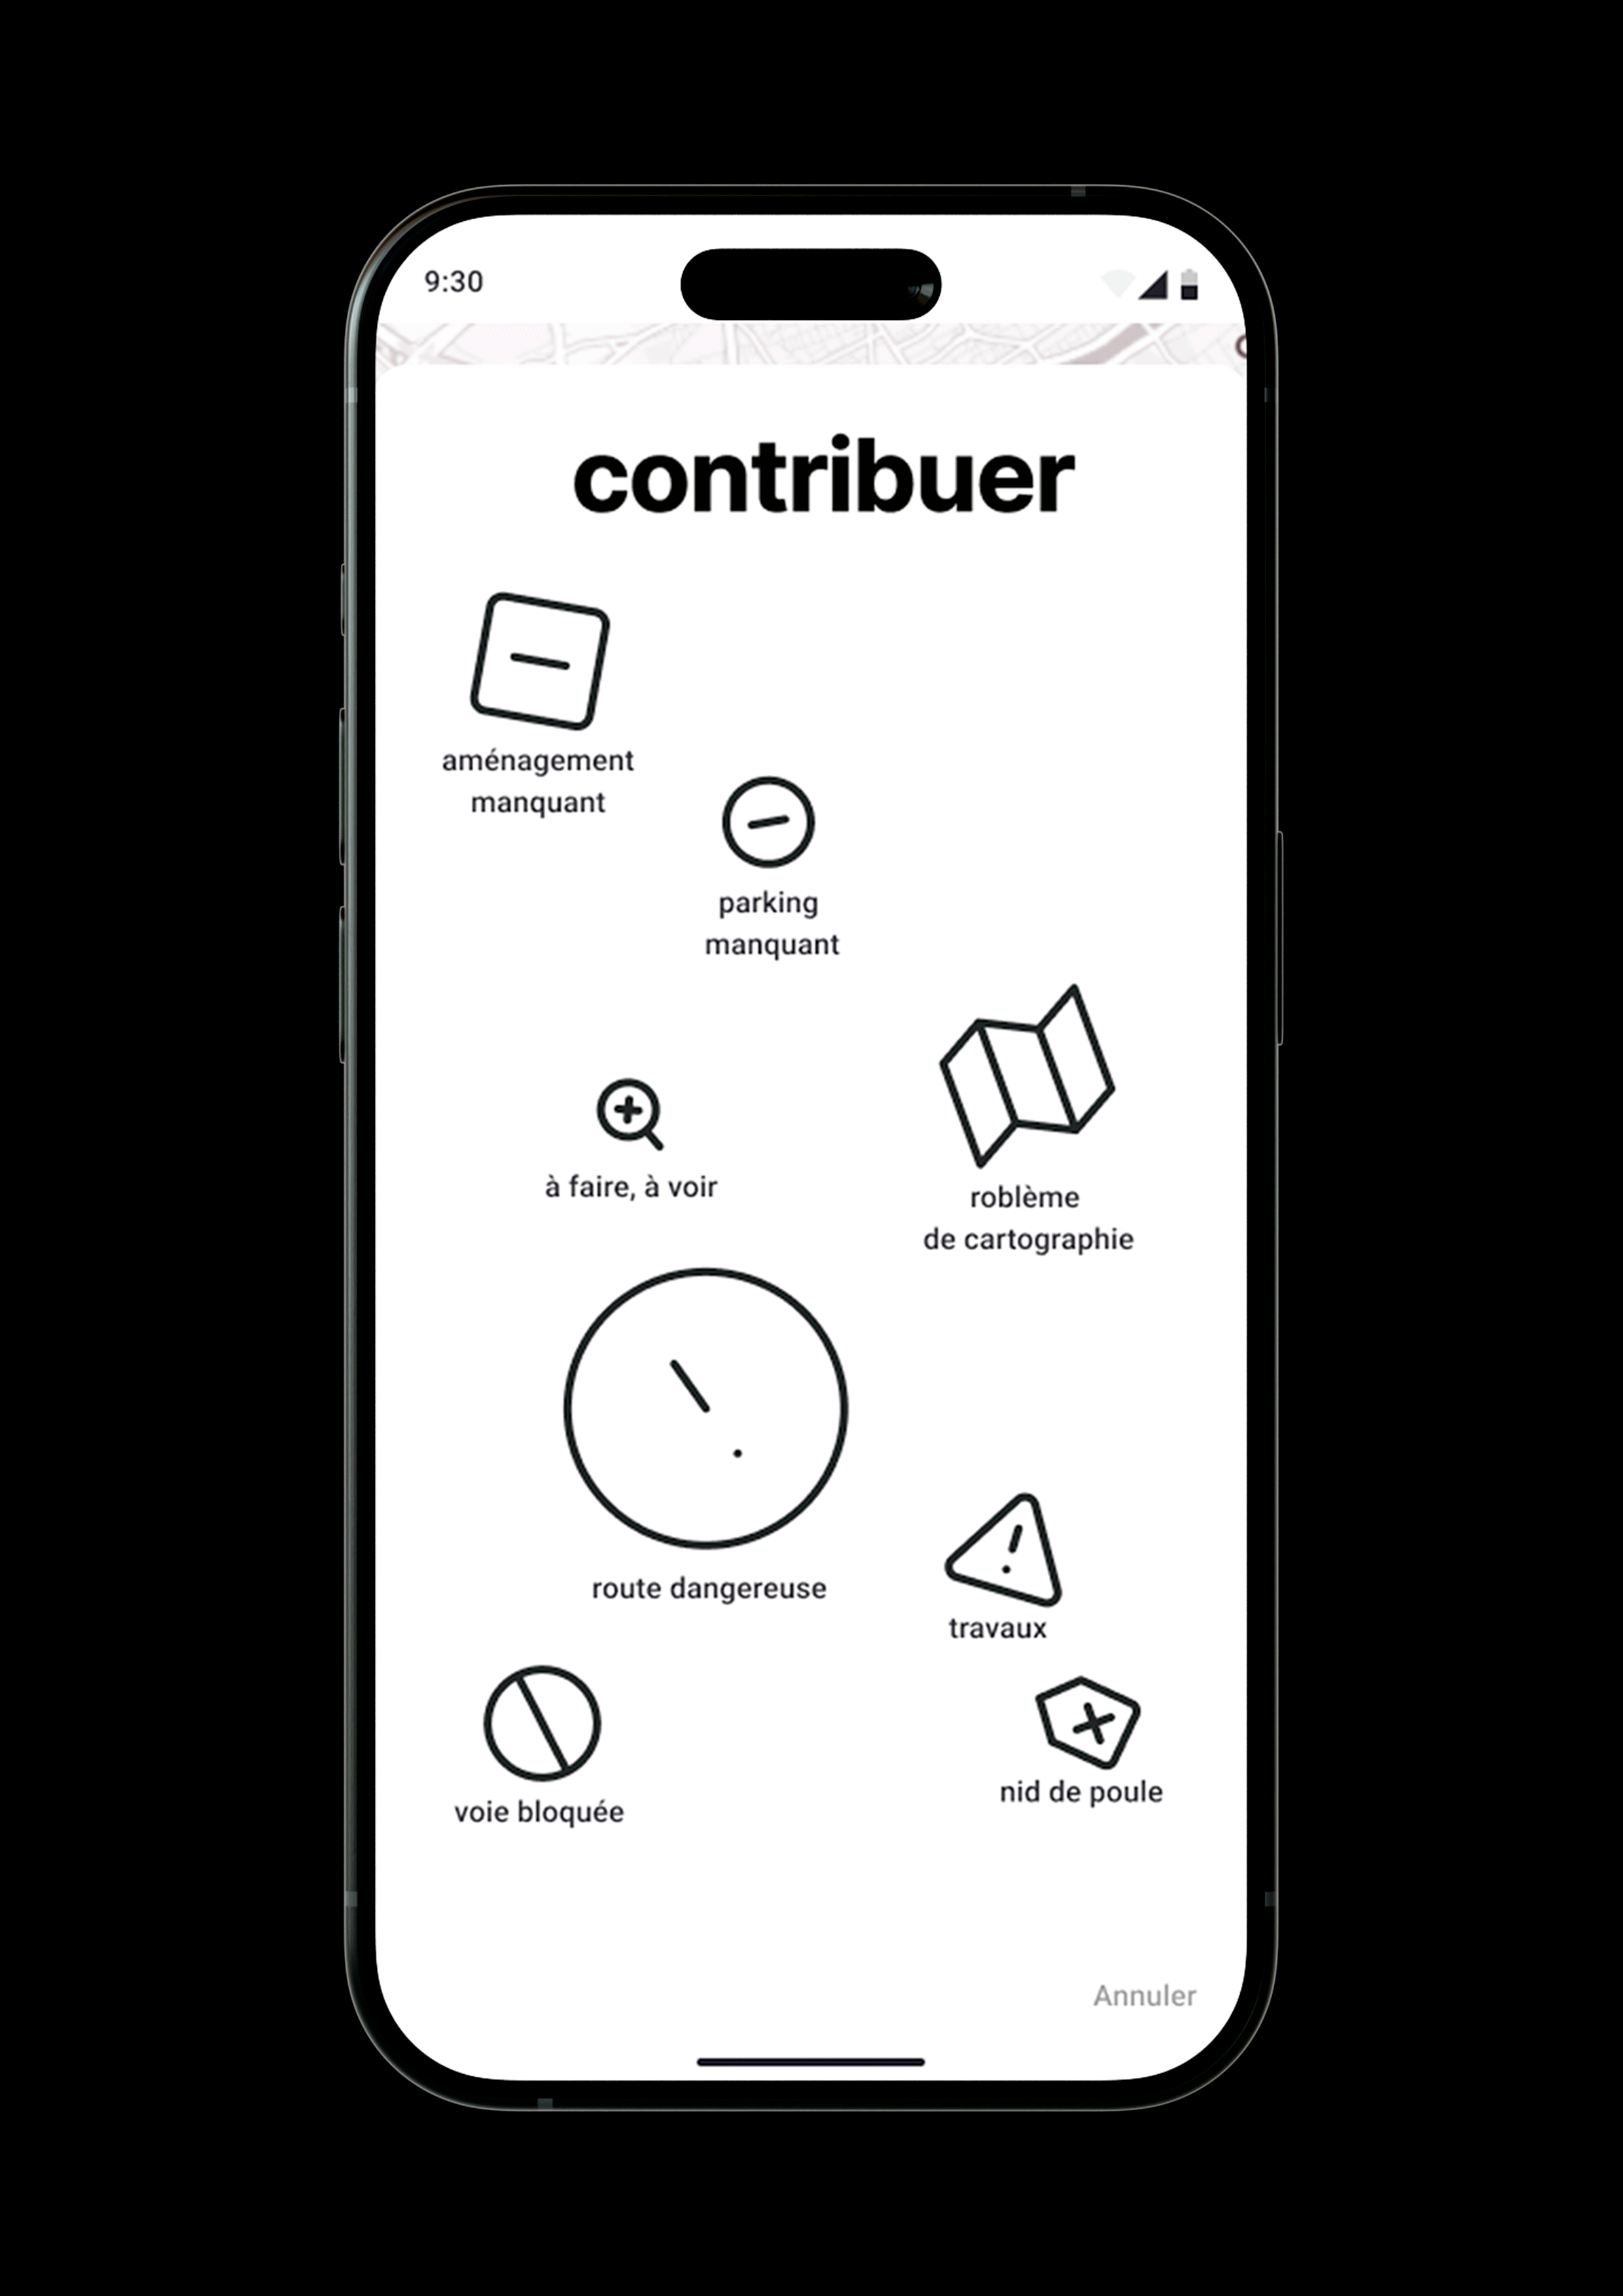 9:30
contribuer
aménagement
manquant
parking
manquant
à faire, à voir
roblème
de cartographie
route dangereuse
travaux
voie bloquée
nid de poule
Annuler